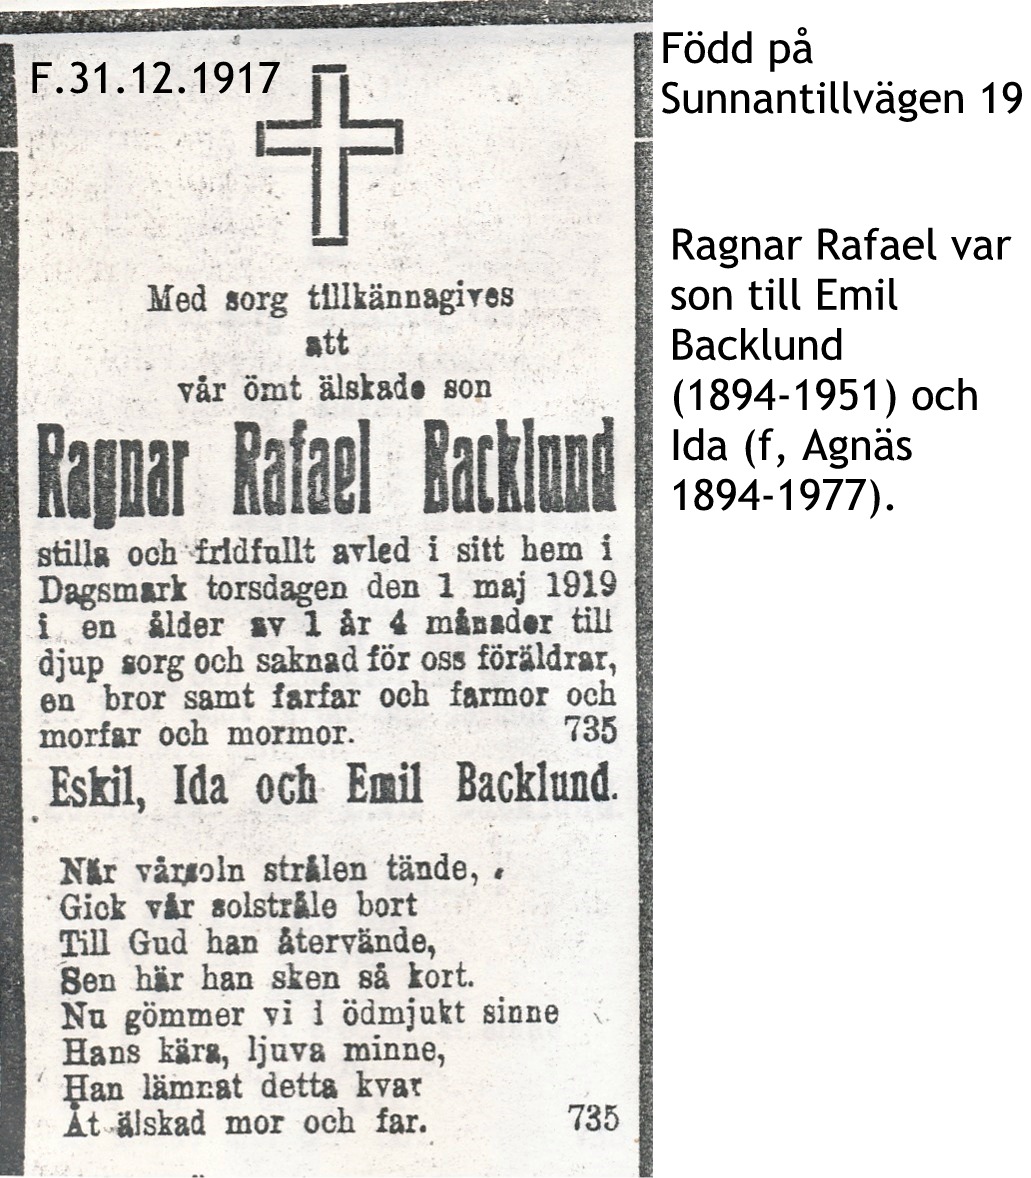 F.31.12.1917
Med sorg tillkännagives
att
vår ömt älskade son
Ragnar Rafael Backlund
stilla och fridfullt avled i sitt hem i
Dagsmark torsdagen den 1 maj 1919
i en ålder av 1 år 4 månader till
djup sorg och saknad för oss föräldrar,
en bror samt farfar och farmor och
morfar och mormor. 735
Eskil, Ida och Emil Backlund.
När vårsoln strålen tände,
Gick vår solstråle bort
Till Gud han återvände,
Sen här han sken så kort.
Nu gömmer vi i ödmjukt sinne
Hans kära, ljuva minne,
Han lämnat detta kvar
Åt älskad mor och far. 735
Född på
Sunnantillvägen 19
Ragnar Rafael var
son till Emil
Backlund
(1894-1951) och
Ida (f, Agnäs
1894-1977).